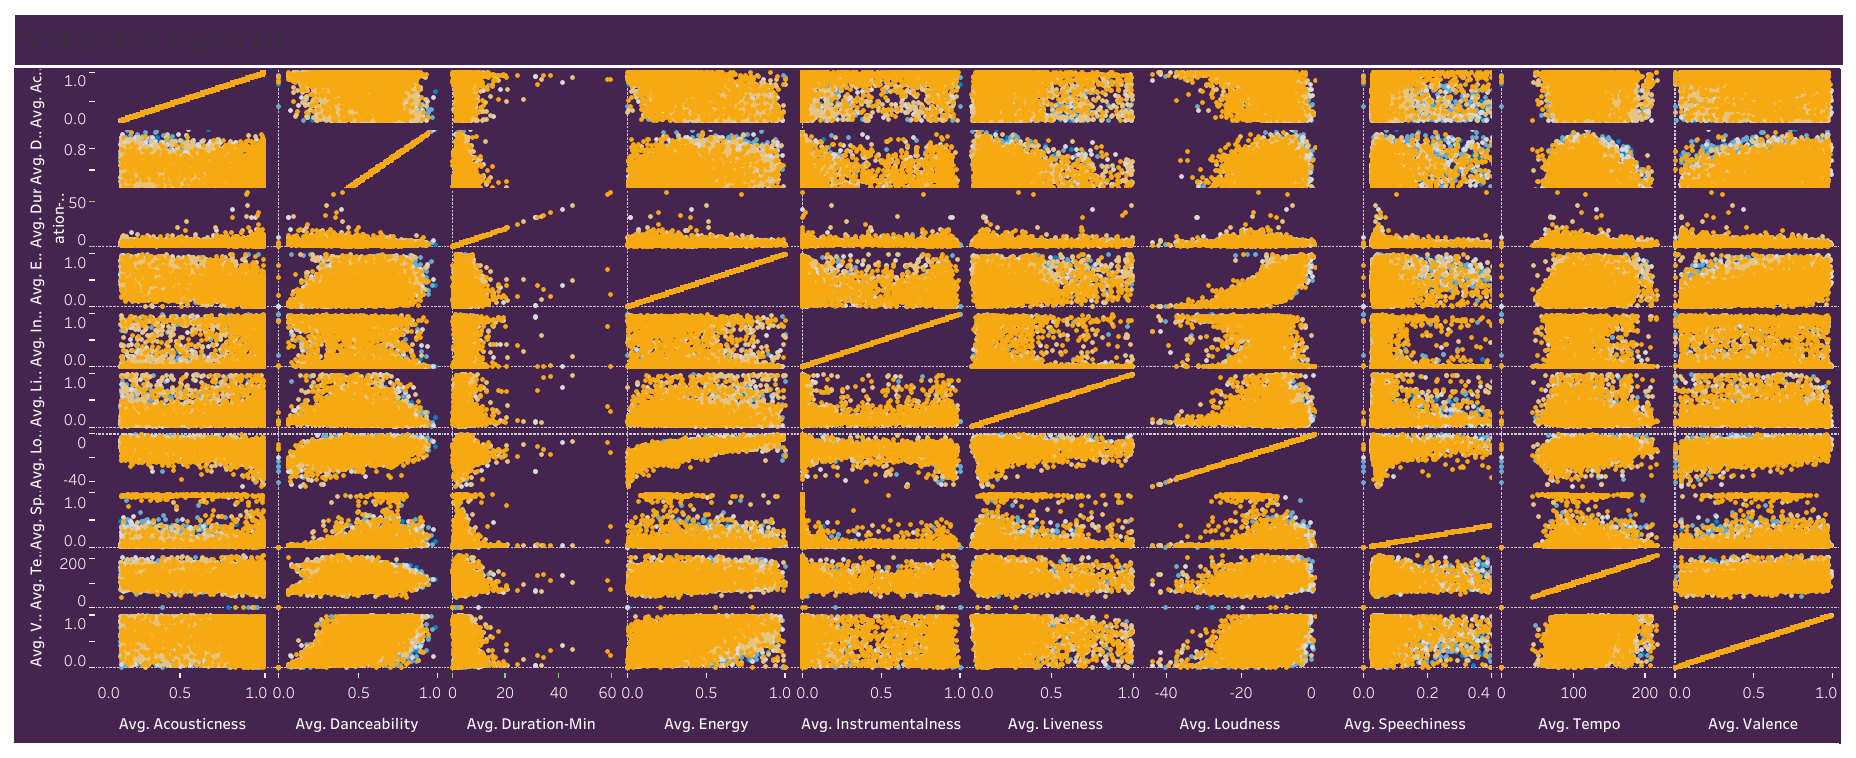 Scatter Plot Matrix All
Avg. Ac..
1.0
0.0
Avg. D..
0.8
Avg. Dur
ation-..
50
0
Avg. E..
1.0
0.0
Avg. In..
1.0
0.0
Avg. Li..
1.0
0.0
Avg. Lo..
0
-40
Avg. Sp..
1.0
0.0
Avg. Te..
200
0
Avg. V..
1.0
0.0
0.0 0.5 1.0 0.0 0.5 1.0 0 20 40 60 0.0 0.5 1.0 0.0 0.5 1.0 0.0 0.5 1.0 -40 -20 0 0.0 0.2 0.4 0 100 200 0.0 0.5 1.0
Avg. Acousticness Avg. Danceability Avg. Duration-Min Avg. Energy Avg. Instrumentalness Avg. Liveness Avg. Loudness Avg. Speechiness Avg. Tempo Avg. Valence